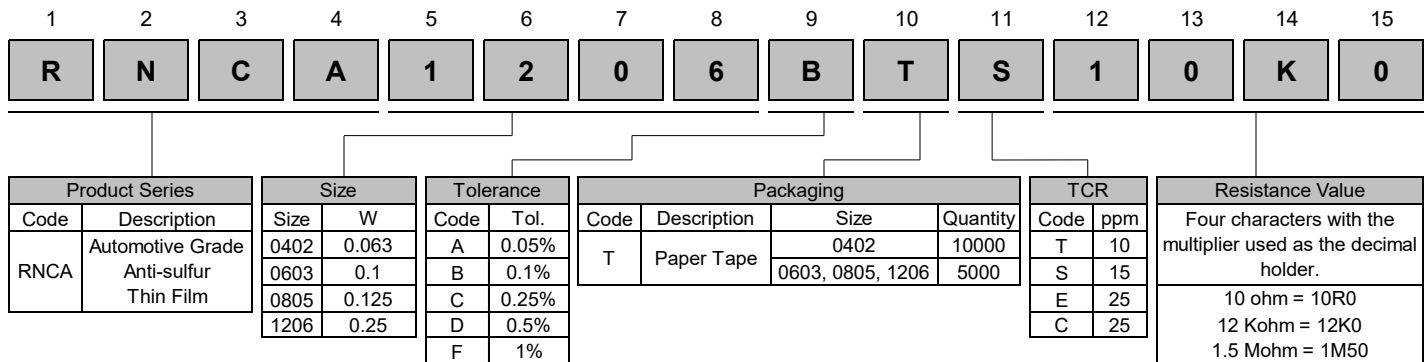 1 2 3 4 5 6 7 8 9 10 11 12 13 14 15
R N C A 1 2 0 6 B T S 1 0 K 0
Product Series
Code Description
RNCA
Automotive Grade
Anti-sulfur
Thin Film
Size
Size W
0402 0.063
0603 0.1
0805 0.125
1206 0.25
Tolerance
Code Tol.
A 0.05%
B 0.1%
C 0.25%
D 0.5%
F 1%
Packaging
Code Description Size Quantity
T Paper Tape
0402 10000
0603, 0805, 1206 5000
TCR
Code ppm
T 10
S 15
E 25
C 25
Resistance Value
Four characters with the
multiplier used as the decimal
holder.
10 ohm = 10R0
12 Kohm = 12K0
1.5 Mohm = 1M50